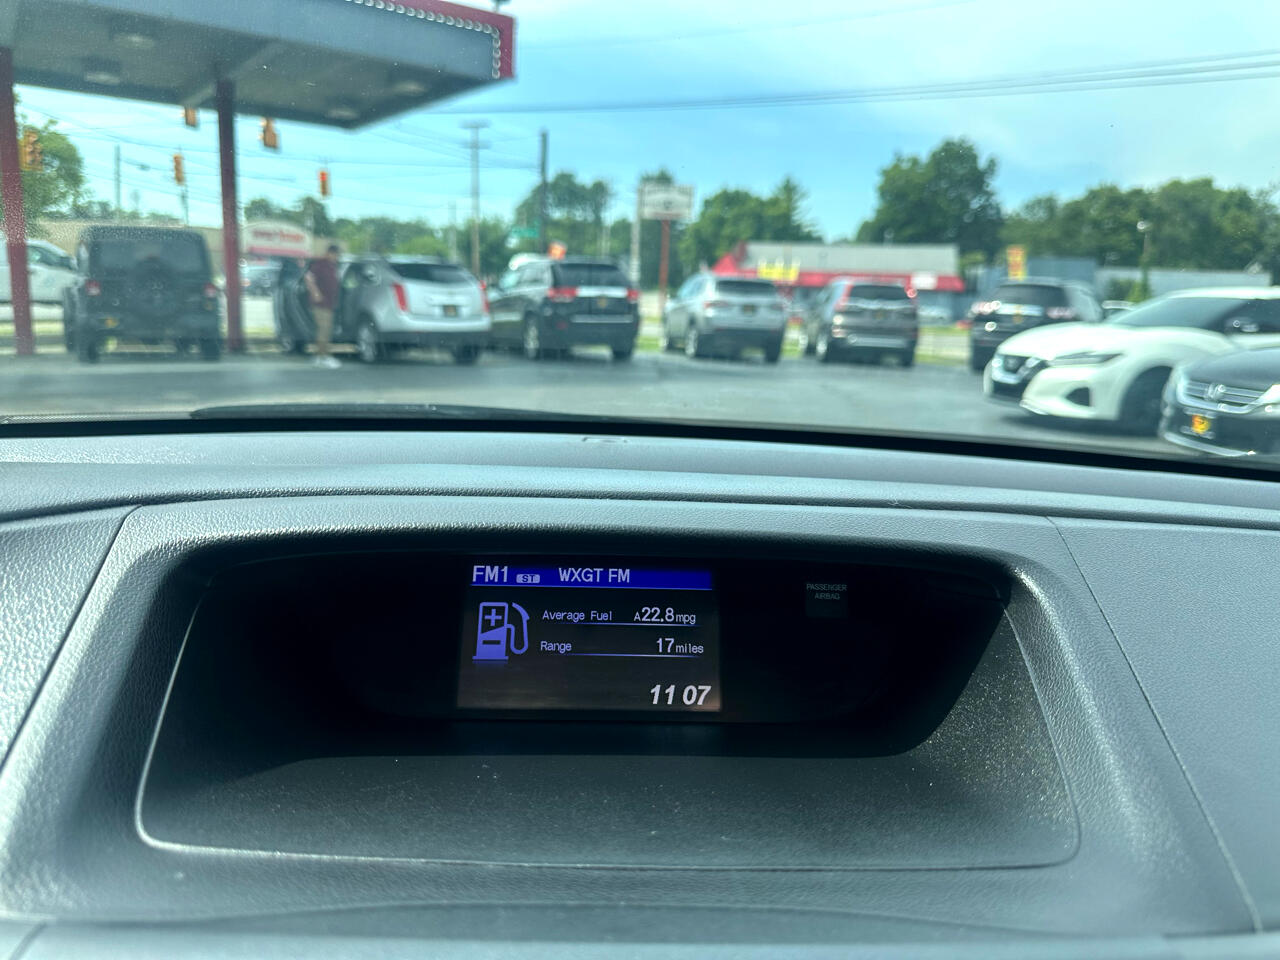 FM1 ST WXGT FM
Average Fuel A22.8mpg
Range 17miles
11 07
PASSENGER
AIRBAG